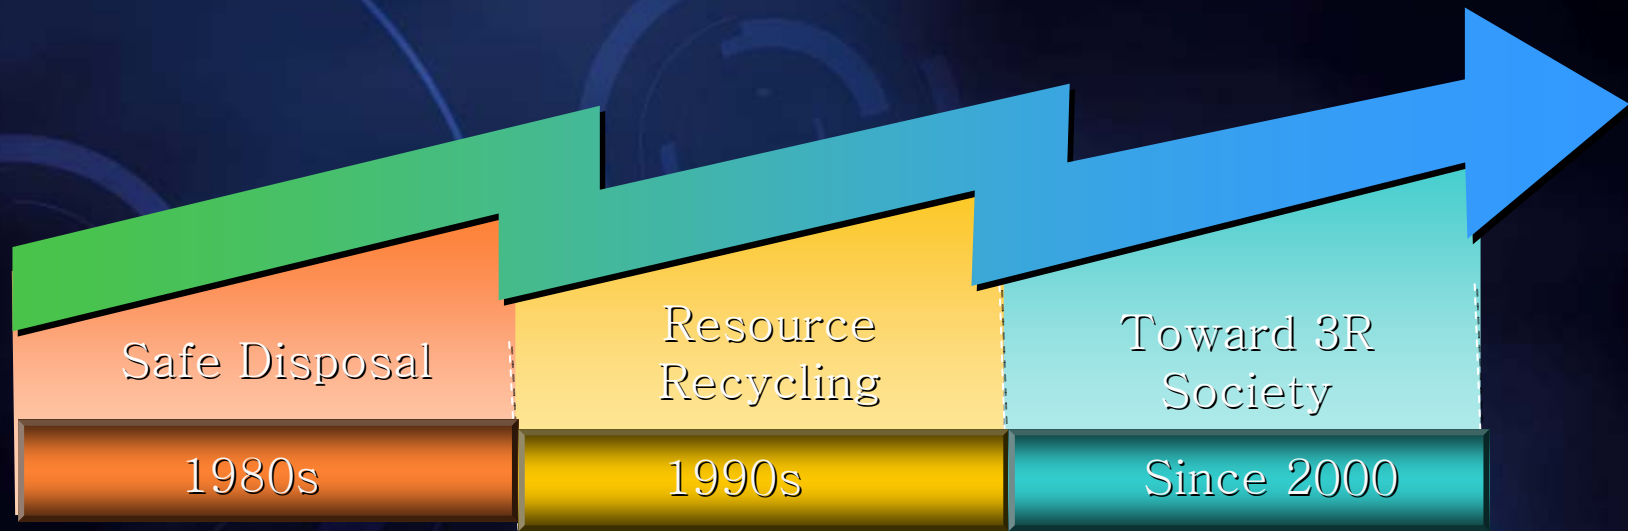 Safe Disposal
Resource
Recycling
Toward 3R
Society
1980s
1990s
Since 2000